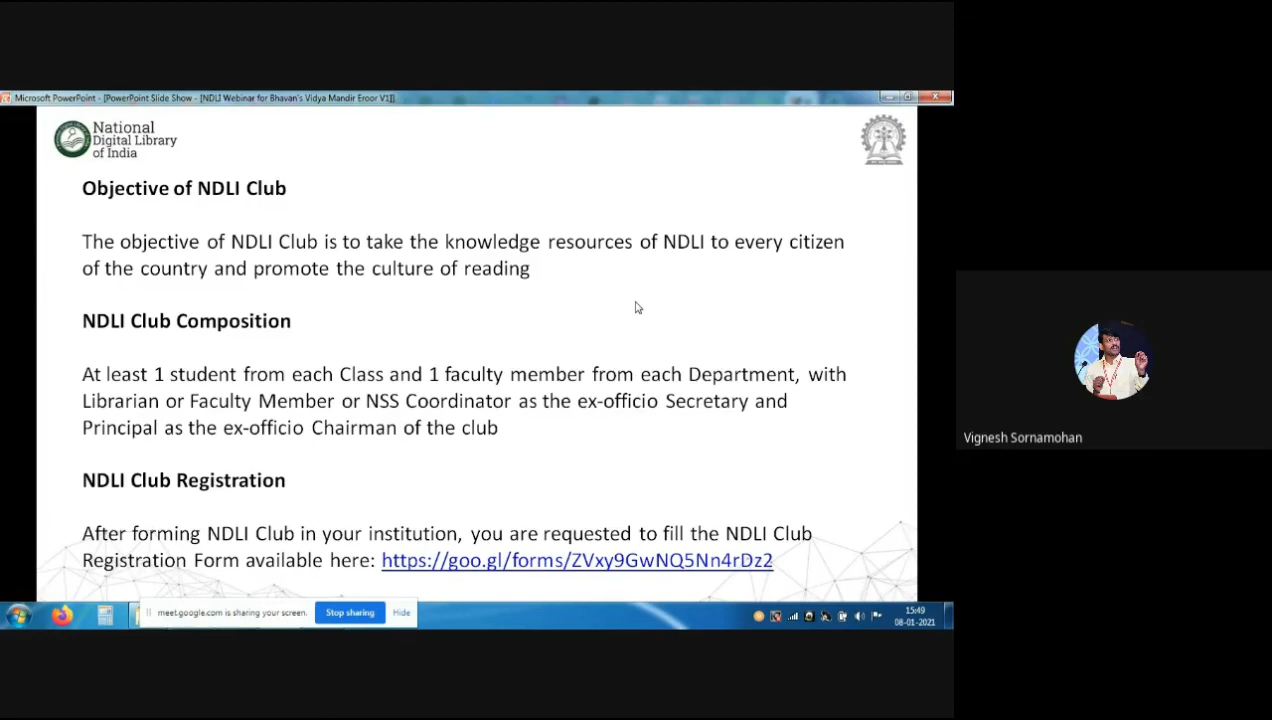 Microsoft PowerPoint - [PowerPoint Slide Show - [NDLI Webinar for Bhavan's Vidya Mandir Eroor V1]]
National
Digital Library
of India
Objective of NDLI Club
The objective of NDLI Club is to take the knowledge resources of NDLI to every citizen
of the country and promote the culture of reading
NDLI Club Composition
At least 1 student from each Class and 1 faculty member from each Department, with
Librarian or Faculty Member or NSS Coordinator as the ex-officio Secretary and
Principal as the ex-officio Chairman of the club
NDLI Club Registration
After forming NDLI Club in your institution, you are requested to fill the NDLI Club
Registration Form available here: https://goo.gl/forms/ZVxy9GwNQ5Nn4rDz2
meet.google.com is sharing your screen.
Stop sharing
Hide
15:49
08-01-2021
Vignesh Sornamohan